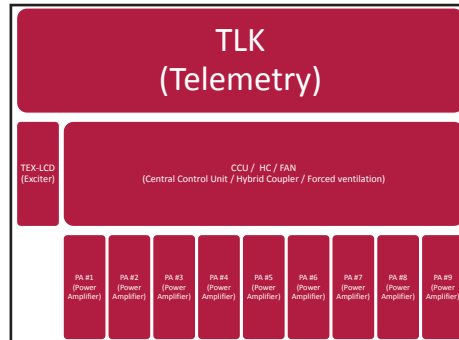 TLK
(Telemetry)
TEX-LCD
(Exciter)
CCU / HC / FAN
(Central Control Unit / Hybrid Coupler / Forced ventilation)
PA #1
(Power
Amplifier)
PA #2
(Power
Amplifier)
PA #3
(Power
Amplifier)
PA #4
(Power
Amplifier)
PA #5
(Power
Amplifier)
PA #6
(Power
Amplifier)
PA #7
(Power
Amplifier)
PA #8
(Power
Amplifier)
PA #9
(Power
Amplifier)